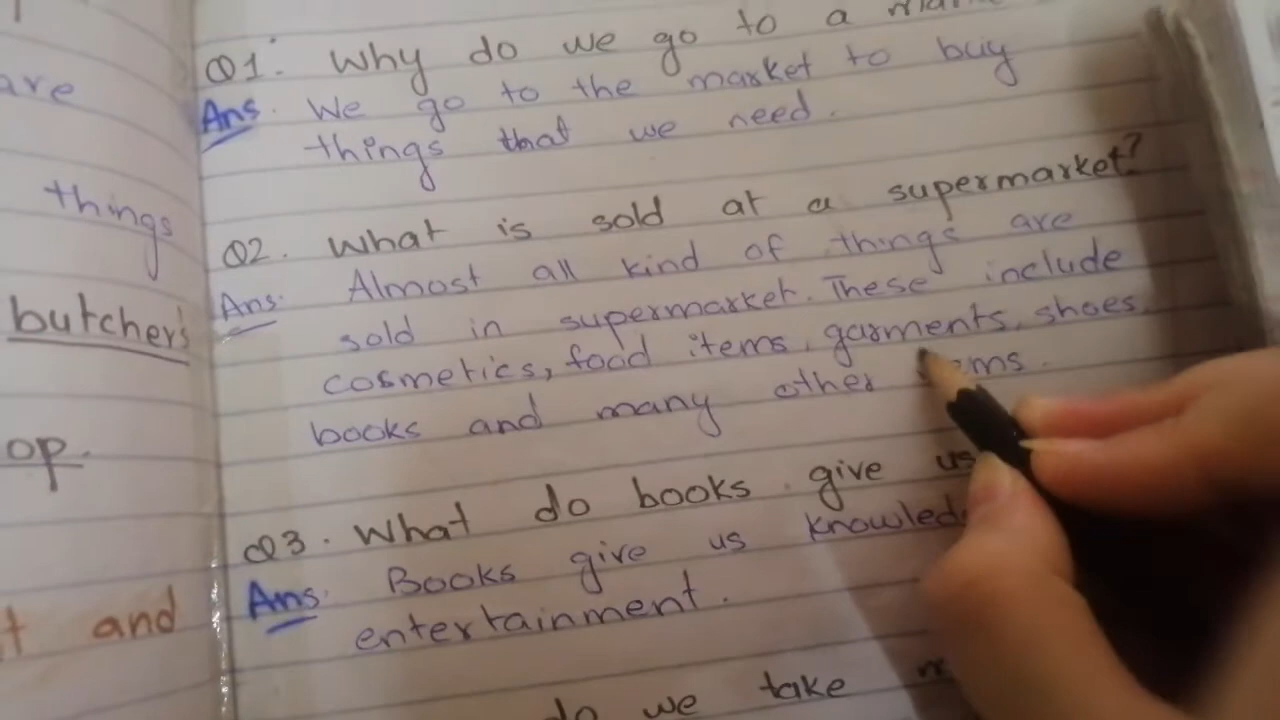 are
things
butcher's
op.
t and
Q1. Why do we go to a
Ans. We go to the market to buy
things that we need.
Q2. What is sold at a supermarket?
Ans. Almost all kind of things are
sold in supermarket. These include
cosmetics, food items, garments, shoes
books and many other ems.
Q3. What do books give us
Ans. Books give us knowled
entertainment.
do we take